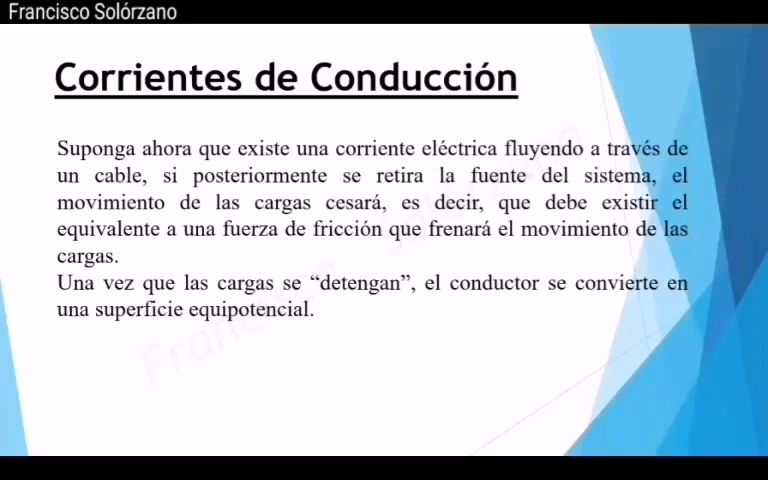 Francisco Solórzano
Corrientes de Conducción
Suponga ahora que existe una corriente eléctrica fluyendo a través de
un cable, si posteriormente se retira la fuente del sistema, el
movimiento de las cargas cesará, es decir, que debe existir el
equivalente a una fuerza de fricción que frenará el movimiento de las
cargas.
Una vez que las cargas se “detengan”, el conductor se convierte en
una superficie equipotencial.
Francisco Solórzano